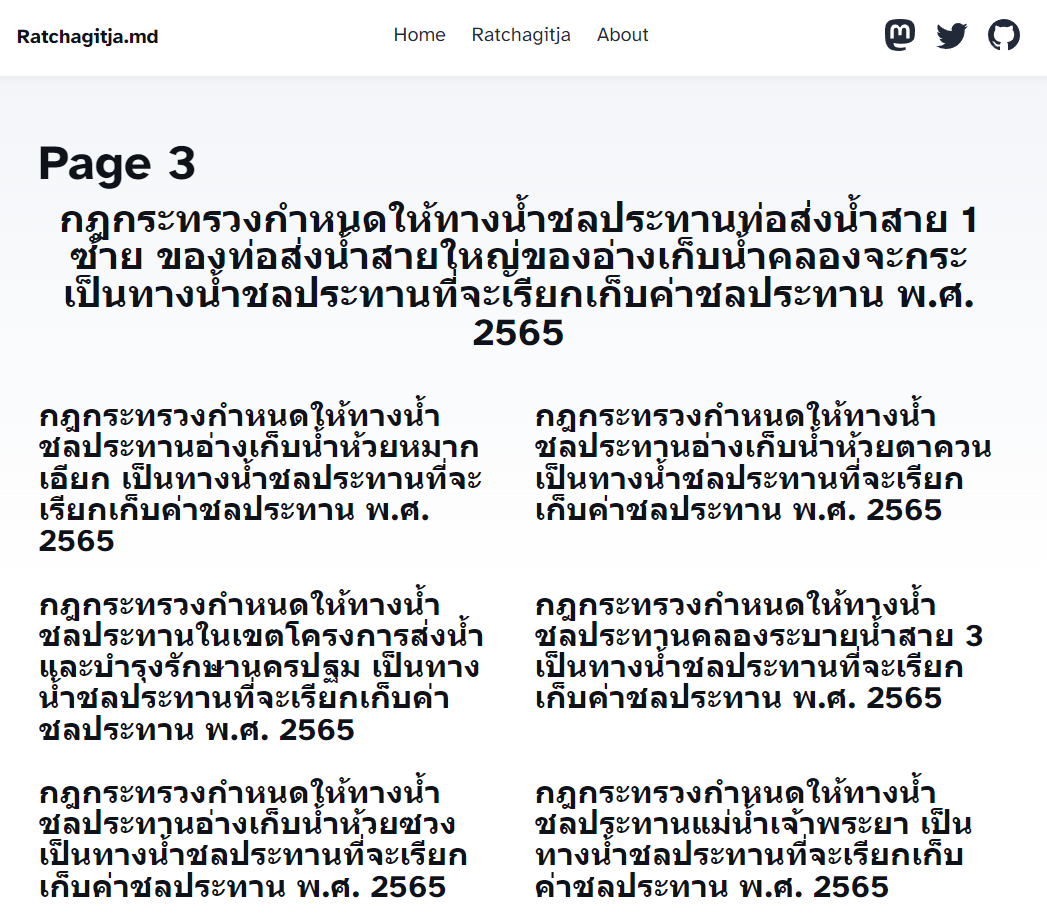 Ratchagitja.md
Home Ratchagitja About
Page 3
กฎกระทรวงกำหนดให้ทางน้ำชลประทานท่อส่งน้ำสาย 1
ซ้าย ของท่อส่งน้ำสายใหญ่ของอ่างเก็บน้ำคลองจะกระ
เป็นทางน้ำชลประทานที่จะเรียกเก็บค่าชลประทาน พ.ศ.
2565
กฎกระทรวงกำหนดให้ทางน้ำ
ชลประทานอ่างเก็บน้ำห้วยหมาก
เอียก เป็นทางน้ำชลประทานที่จะ
เรียกเก็บค่าชลประทาน พ.ศ.
2565
กฎกระทรวงกำหนดให้ทางน้ำ
ชลประทานอ่างเก็บน้ำห้วยตาควน
เป็นทางน้ำชลประทานที่จะเรียก
เก็บค่าชลประทาน พ.ศ. 2565
กฎกระทรวงกำหนดให้ทางน้ำ
ชลประทานในเขตโครงการส่งน้ำ
และบำรุงรักษานครปฐม เป็นทาง
น้ำชลประทานที่จะเรียกเก็บค่า
ชลประทาน พ.ศ. 2565
กฎกระทรวงกำหนดให้ทางน้ำ
ชลประทานคลองระบายน้ำสาย 3
เป็นทางน้ำชลประทานที่จะเรียก
เก็บค่าชลประทาน พ.ศ. 2565
กฎกระทรวงกำหนดให้ทางน้ำ
ชลประทานอ่างเก็บน้ำห้วยซวง
เป็นทางน้ำชลประทานที่จะเรียก
เก็บค่าชลประทาน พ.ศ. 2565
กฎกระทรวงกำหนดให้ทางน้ำ
ชลประทานแม่น้ำเจ้าพระยา เป็น
ทางน้ำชลประทานที่จะเรียกเก็บ
ค่าชลประทาน พ.ศ. 2565